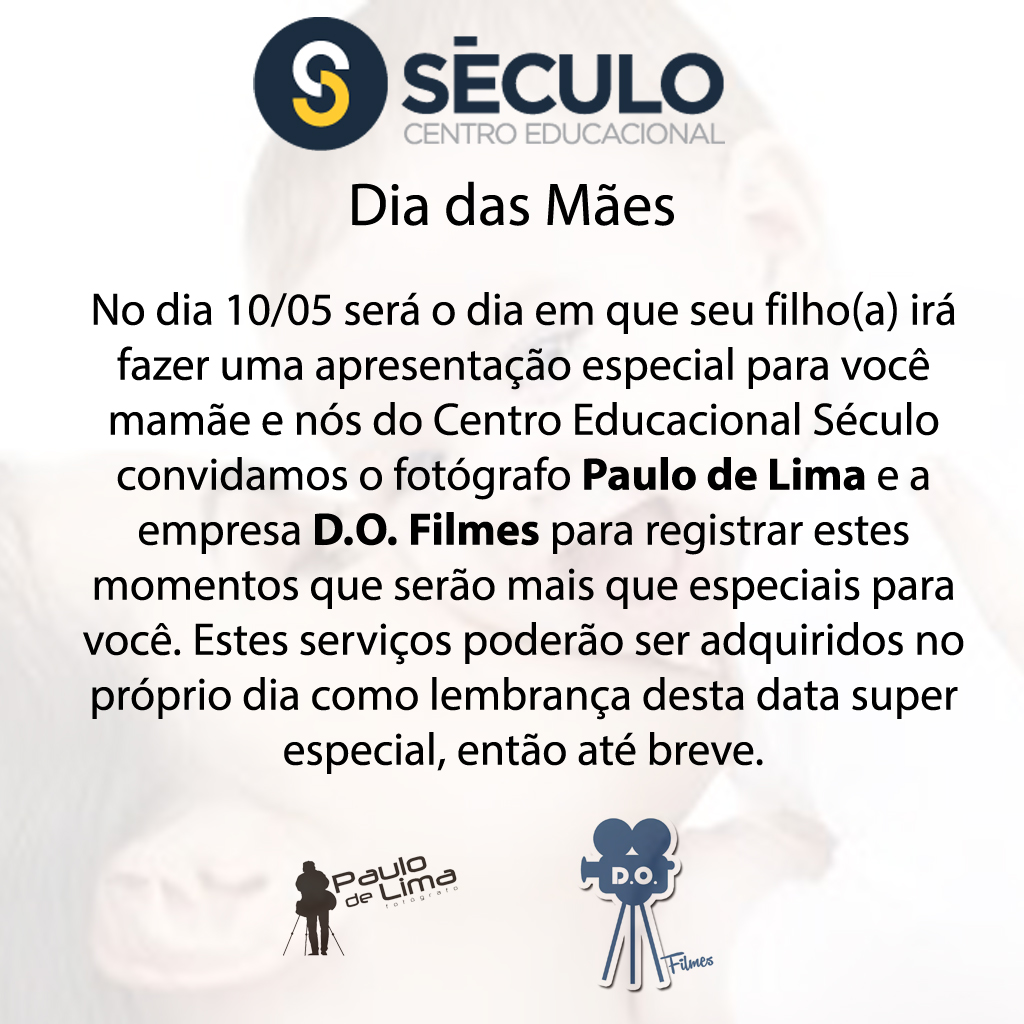 SÉCULO
CENTRO EDUCACIONAL
Dia das Mães
No dia 10/05 será o dia em que seu filho(a) irá
fazer uma apresentação especial para você
mamãe e nós do Centro Educacional Século
convidamos o fotógrafo Paulo de Lima e a
empresa D.O. Filmes para registrar estes
momentos que serão mais que especiais para
você. Estes serviços poderão ser adquiridos no
próprio dia como lembrança desta data super
especial, então até breve.
Paulo
de Lima
fotógrafo
D.O.
Filmes